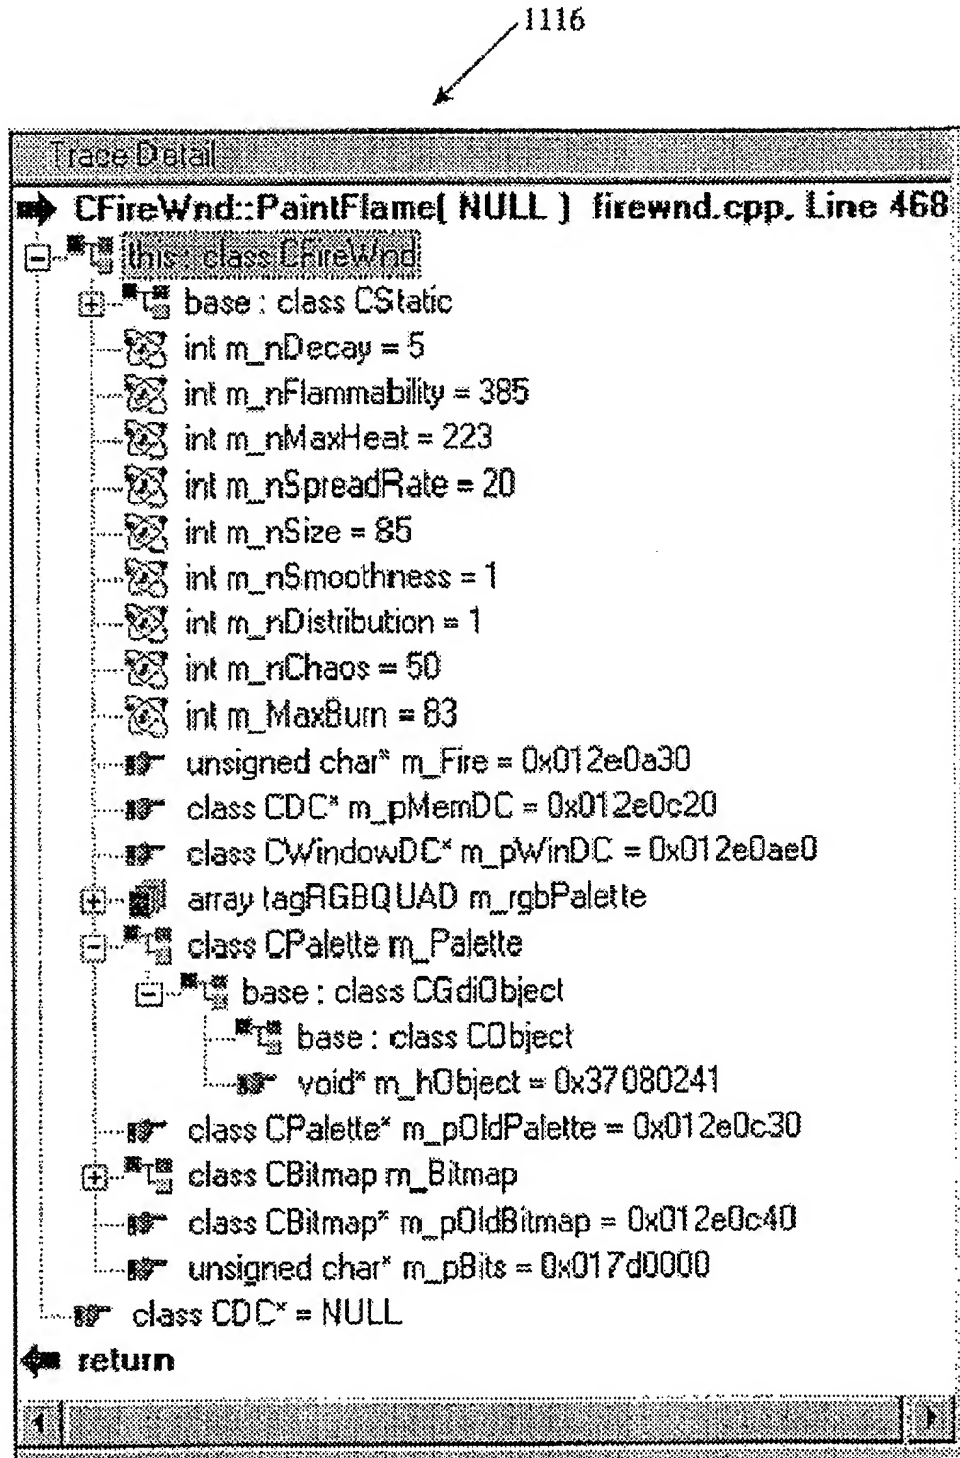 1116
Trace Detail
CFireWnd::PaintFlame( NULL ) firewnd.cpp, Line 468
this : class CFireWnd
base : class CStatic
int m_nDecay = 5
int m_nFlammability = 385
int m_nMaxHeat = 223
int m_nSpreadRate = 20
int m_nSize = 85
int m_nSmoothness = 1
int m_nDistribution = 1
int m_nChaos = 50
int m_MaxBurn = 83
unsigned char* m_Fire = 0x012e0a30
class CDC* m_pMemDC = 0x012e0c20
class CWindowDC* m_pWinDC = 0x012e0ae0
array tagRGBQUAD m_rgbPalette
class CPalette m_Palette
base : class CGdiObject
base : class CObject
void* m_hObject = 0x37080241
class CPalette* m_pOldPalette = 0x012e0c30
class CBitmap m_Bitmap
class CBitmap* m_pOldBitmap = 0x012e0c40
unsigned char* m_pBits = 0x017d0000
class CDC* = NULL
return